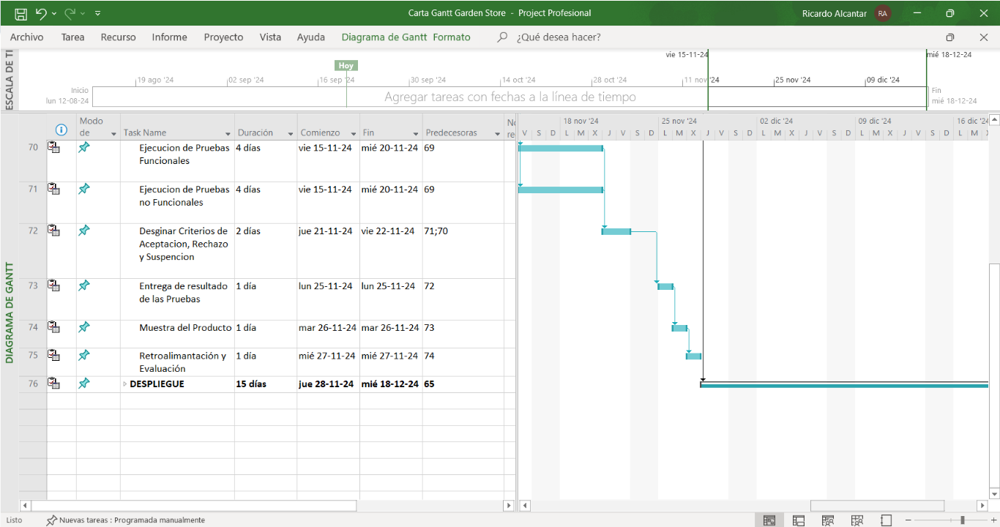 Carta Gantt Garden Store - Project Profesional
Ricardo Alcantar RA
Archivo Tarea Recurso Informe Proyecto Vista Ayuda Diagrama de Gantt Formato ¿Qué desea hacer?
ESCALA DE TI
vie 15-11-24 mié 18-12-24
Hoy
19 ago '24 02 sep '24 16 sep '24 30 sep '24 14 oct '24 28 oct '24 11 nov '24 25 nov '24 09 dic '24
Inicio
lun 12-08-24
Agregar tareas con fechas a la línea de tiempo
Fin
mié 18-12-24
DIAGRAMA DE GANTT
Modo de Task Name Duración Comienzo Fin Predecesoras
18 nov '24 25 nov '24 02 dic '24 09 dic '24 16 dic '24
V S D L M X J V S D L M X J V S D L M X J V S D L M X J V S D L M X
70 Ejecucion de Pruebas Funcionales 4 días vie 15-11-24 mié 20-11-24 69
71 Ejecucion de Pruebas no Funcionales 4 días vie 15-11-24 mié 20-11-24 69
72 Desginar Criterios de Aceptacion, Rechazo y Suspencion 2 días jue 21-11-24 vie 22-11-24 71;70
73 Entrega de resultado de las Pruebas 1 día lun 25-11-24 lun 25-11-24 72
74 Muestra del Producto 1 día mar 26-11-24 mar 26-11-24 73
75 Retroalimantación y Evaluación 1 día mié 27-11-24 mié 27-11-24 74
76 DESPLIEGUE 15 días jue 28-11-24 mié 18-12-24 65
Listo Nuevas tareas : Programada manualmente